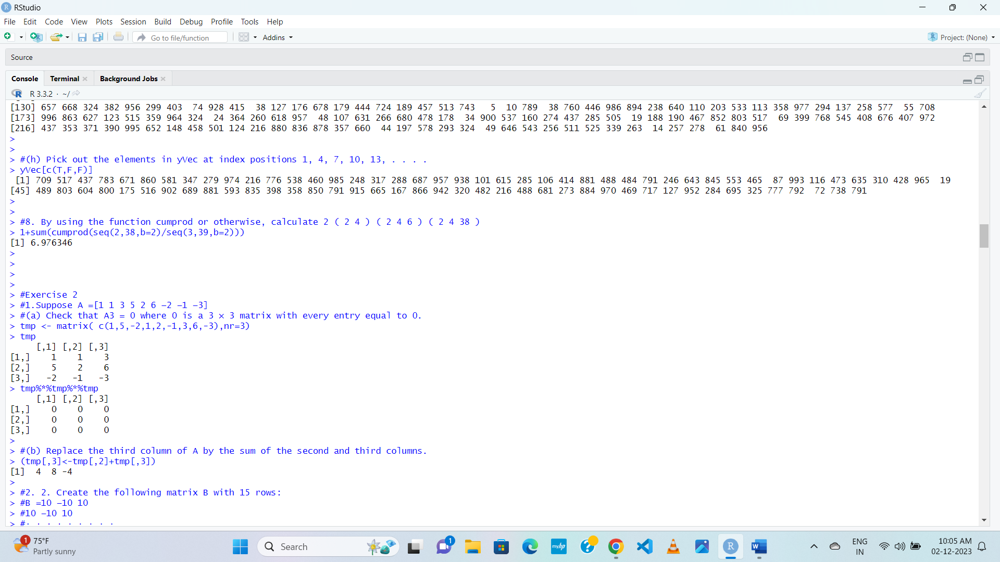 RStudio
File Edit Code View Plots Session Build Debug Profile Tools Help
Go to file/function Addins Project: (None)
Source
Console Terminal Background Jobs
R 3.3.2 · ~/
[130] 657 668 324 382 956 299 403 74 928 415 38 127 176 678 179 444 724 189 457 513 743 5 10 789 38 760 446 986 894 238 640 110 203 533 113 358 977 294 137 258 577 55 708
[173] 996 863 627 123 515 359 964 324 24 364 260 618 957 48 107 631 266 680 478 178 34 900 537 160 274 437 285 505 19 188 190 467 852 803 517 69 399 768 545 408 676 407 972
[216] 437 353 371 390 995 652 148 458 501 124 216 880 836 878 357 660 44 197 578 293 324 49 646 543 256 511 525 339 263 14 257 278 61 840 956
>
>
> #(h) Pick out the elements in yVec at index positions 1, 4, 7, 10, 13, . . . .
> yVec[c(T,F,F)]
[1] 709 517 437 783 671 860 581 347 279 974 216 776 538 460 985 248 317 288 687 957 938 101 615 285 106 414 881 488 484 791 246 643 845 553 465 87 993 116 473 635 310 428 965 19
[45] 489 803 604 800 175 516 902 689 881 593 835 398 358 850 791 915 665 167 866 942 320 482 216 488 681 273 884 970 469 717 127 952 284 695 325 777 792 72 738 791
>
>
> #8. By using the function cumprod or otherwise, calculate 2 ( 2 4 ) ( 2 4 6 ) ( 2 4 38 )
> 1+sum(cumprod(seq(2,38,b=2)/seq(3,39,b=2)))
[1] 6.976346
>
>
>
>
> #Exercise 2
> #1.Suppose A =[1 1 3 5 2 6 −2 −1 −3]
> #(a) Check that A3 = 0 where 0 is a 3 × 3 matrix with every entry equal to 0.
> tmp <- matrix( c(1,5,-2,1,2,-1,3,6,-3),nr=3)
> tmp
[,1] [,2] [,3]
[1,] 1 1 3
[2,] 5 2 6
[3,] -2 -1 -3
> tmp%*%tmp%*%tmp
[,1] [,2] [,3]
[1,] 0 0 0
[2,] 0 0 0
[3,] 0 0 0
>
> #(b) Replace the third column of A by the sum of the second and third columns.
> (tmp[,3]<-tmp[,2]+tmp[,3])
[1] 4 8 -4
>
> #2. 2. Create the following matrix B with 15 rows:
> #B =10 −10 10
> #10 −10 10
> #· · · · · · · · ·
1 75°F
Partly sunny
Search
1
myhp
ENG
IN
10:05 AM
02-12-2023